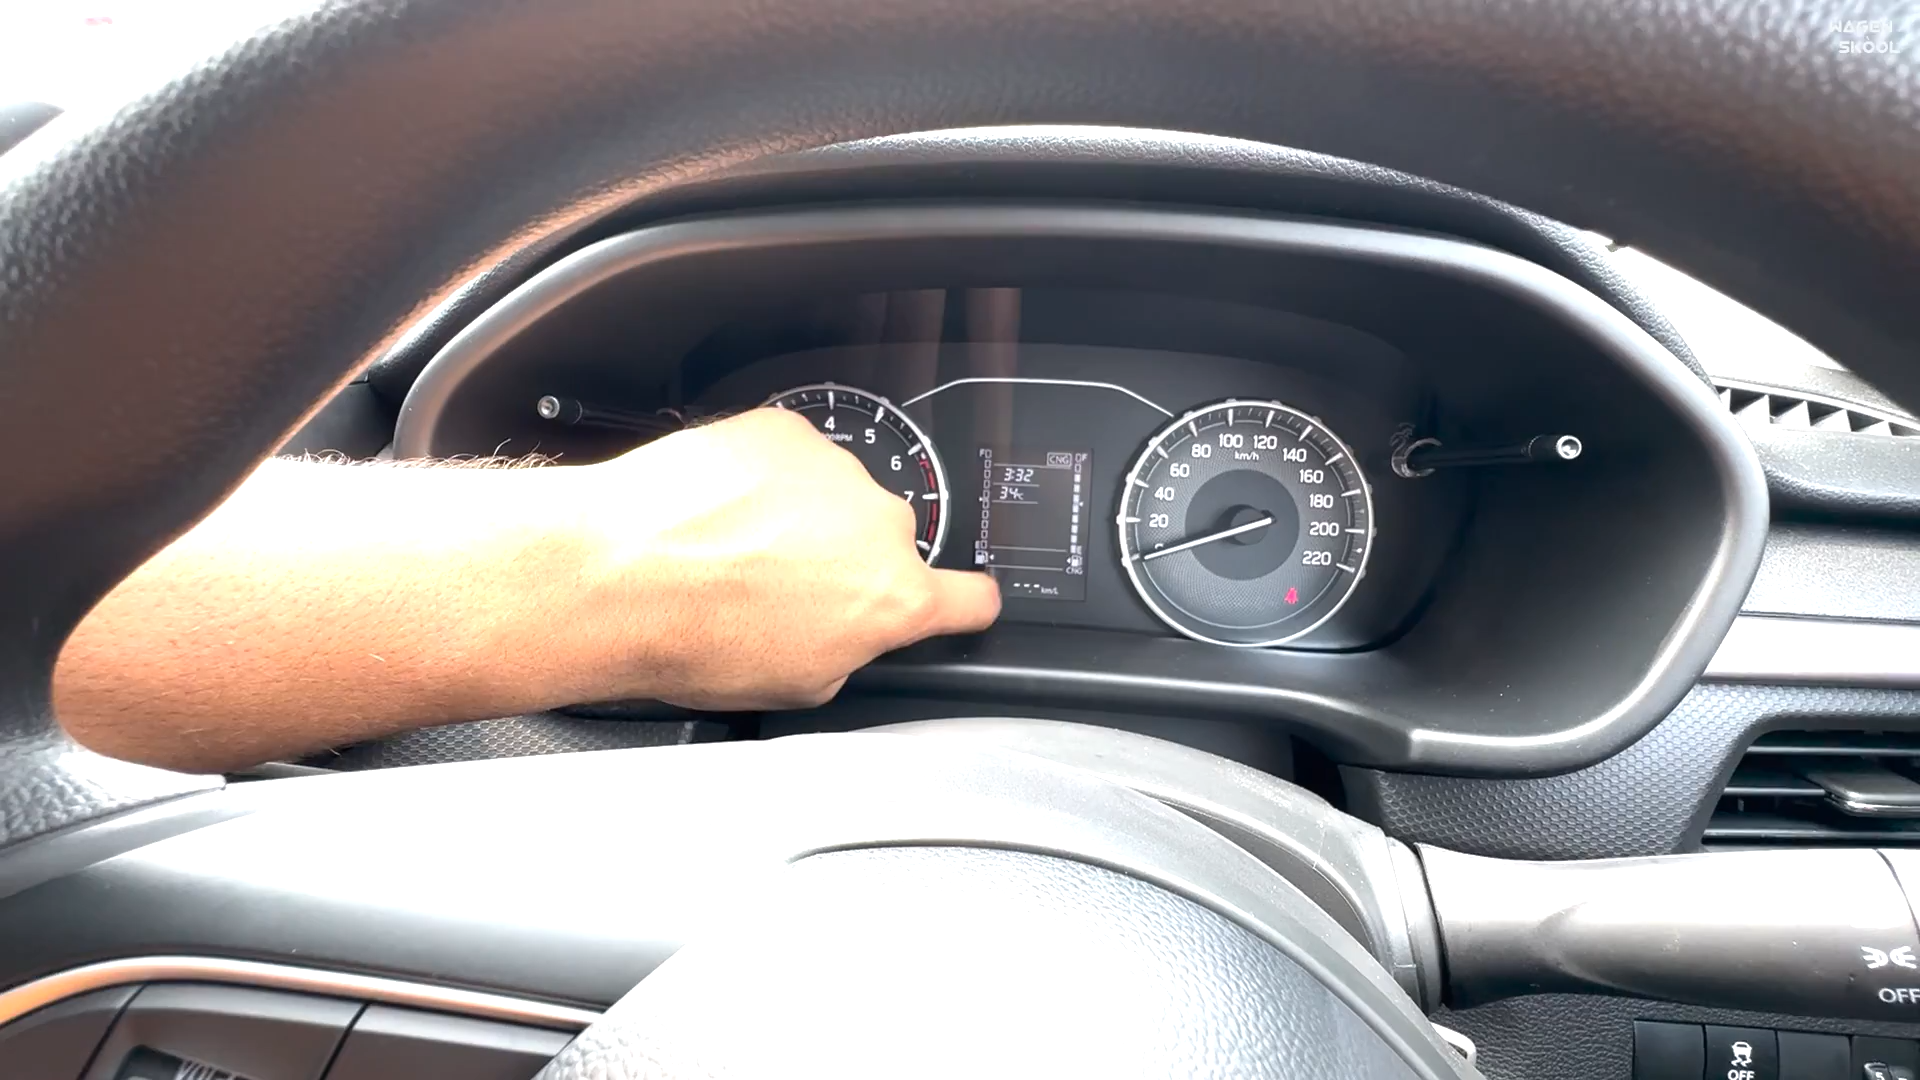 WAGEN
SKOOL
4
5
6
7
000RPM
F
CNG
F
3:32
34°C
E
E
CNG
---
km/L
20
40
60
80
100
120
140
160
180
200
220
km/h
OFF
OFF